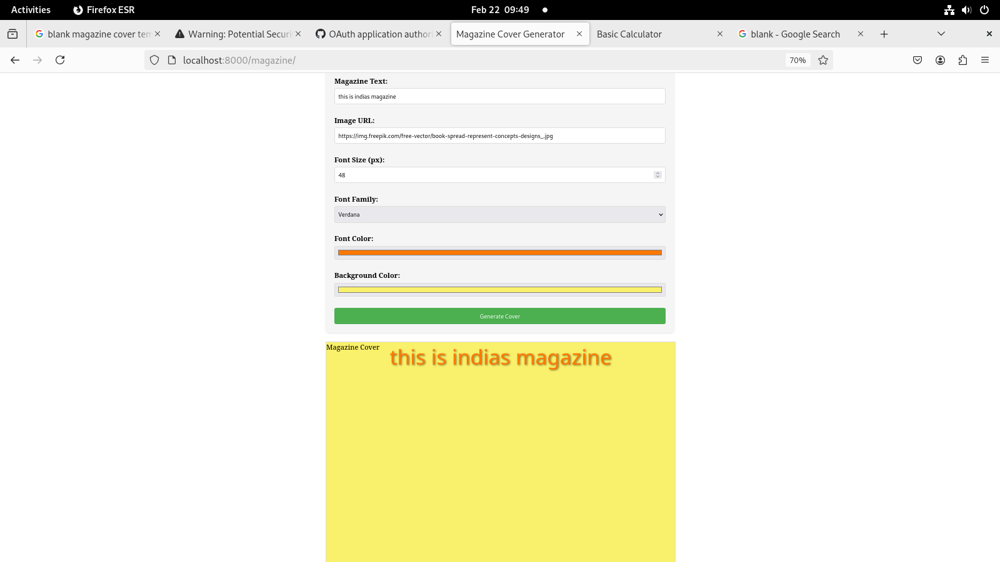 Activities
Firefox ESR
Feb 22 09:49
blank magazine cover tem
Warning: Potential Securi
OAuth application authori
Magazine Cover Generator
Basic Calculator
blank - Google Search
localhost:8000/magazine/
70%
Magazine Text:
this is indias magazine
Image URL:
https://img.freepik.com/free-vector/book-spread-represent-concepts-designs_.jpg
Font Size (px):
48
Font Family:
Verdana
Font Color:
Background Color:
Generate Cover
Magazine Cover
this is indias magazine